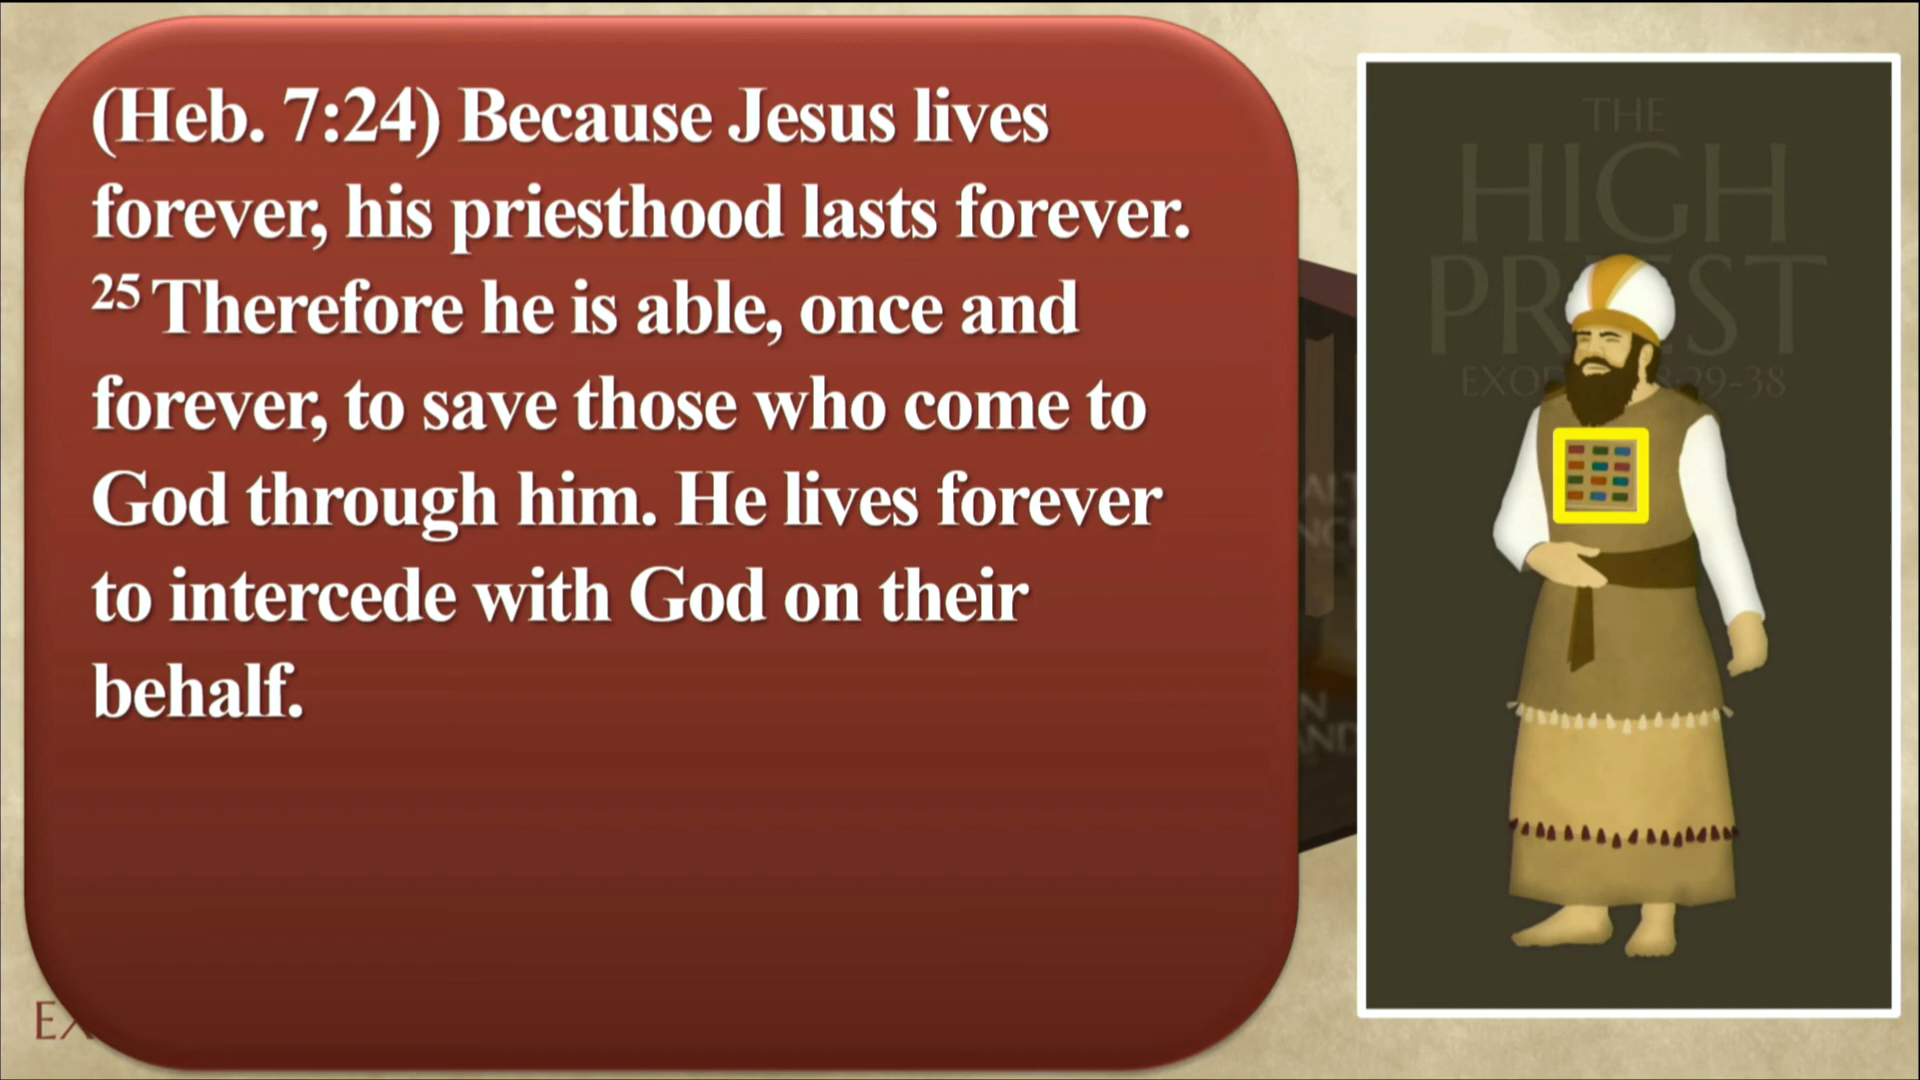 (Heb. 7:24) Because Jesus lives
forever, his priesthood lasts forever.
25 Therefore he is able, once and
forever, to save those who come to
God through him. He lives forever
to intercede with God on their
behalf.
THE
HIGH
PRIEST